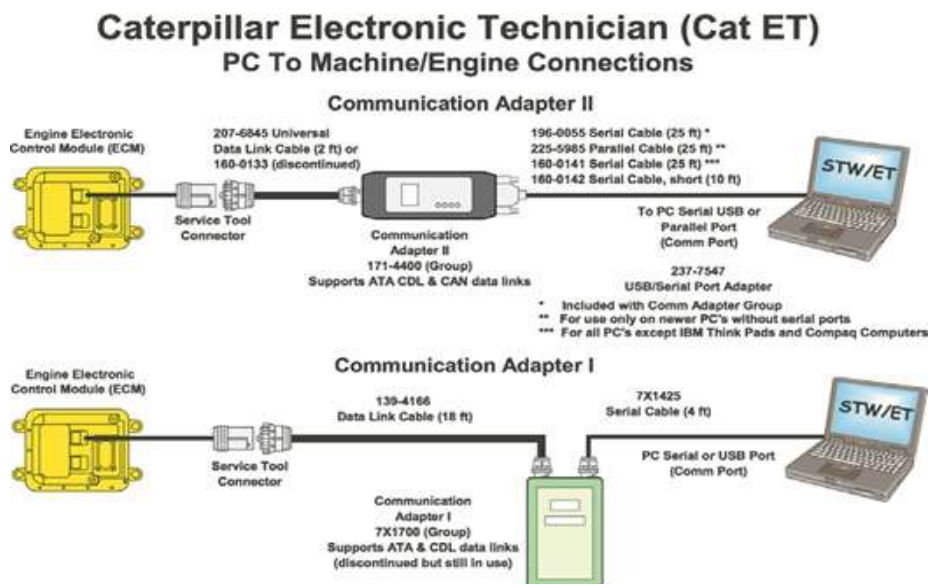 Caterpillar Electronic Technician (Cat ET)
PC To Machine/Engine Connections
Communication Adapter II
Engine Electronic
Control Module (ECM)
207-6845 Universal
Data Link Cable (2 ft) or
160-0133 (discontinued)
196-0055 Serial Cable (25 ft) *
225-5985 Parallel Cable (25 ft) **
160-0141 Serial Cable (25 ft) ***
160-0142 Serial Cable, short (10 ft)
STW/ET
Service Tool
Connector
Communication
Adapter II
171-4400 (Group)
Supports ATA CDL & CAN data links
To PC Serial USB or
Parallel Port
(Comm Port)
237-7547
USB/Serial Port Adapter
* Included with Comm Adapter Group
** For use only on newer PC's without serial ports
*** For all PC's except IBM Think Pads and Compaq Computers
Communication Adapter I
Engine Electronic
Control Module (ECM)
139-4166
Data Link Cable (18 ft)
7X1425
Serial Cable (4 ft)
STW/ET
Service Tool
Connector
PC Serial or USB Port
(Comm Port)
Communication
Adapter I
7X1700 (Group)
Supports ATA & CDL data links
(discontinued but still in use)